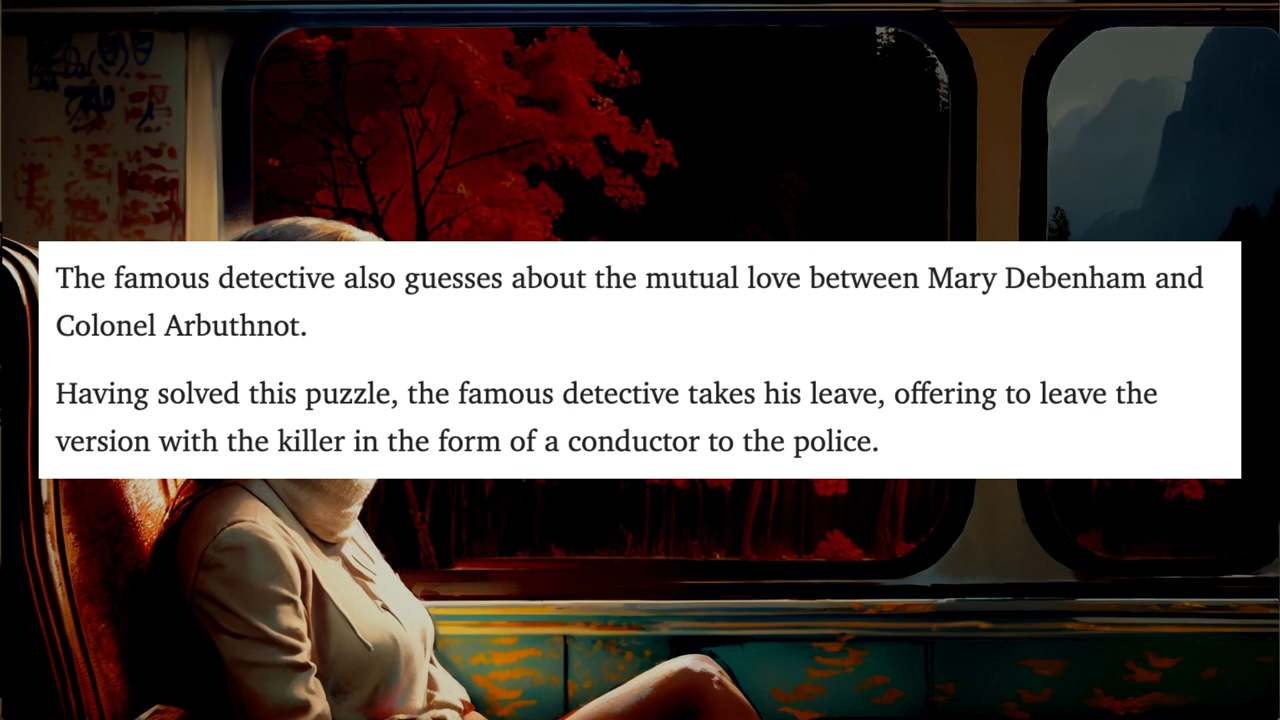 The famous detective also guesses about the mutual love between Mary Debenham and
Colonel Arbuthnot.
Having solved this puzzle, the famous detective takes his leave, offering to leave the
version with the killer in the form of a conductor to the police.